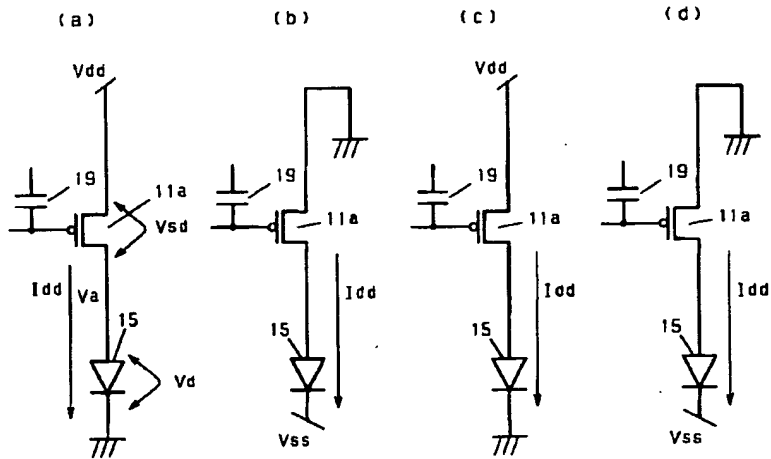 (a) (b) (c) (d)
Vdd Vdd
19 11a 19 19 19
Vsd 11a 11a 11a
Idd Va Idd Idd Idd
15 15 15 15
Vd
Vss Vss